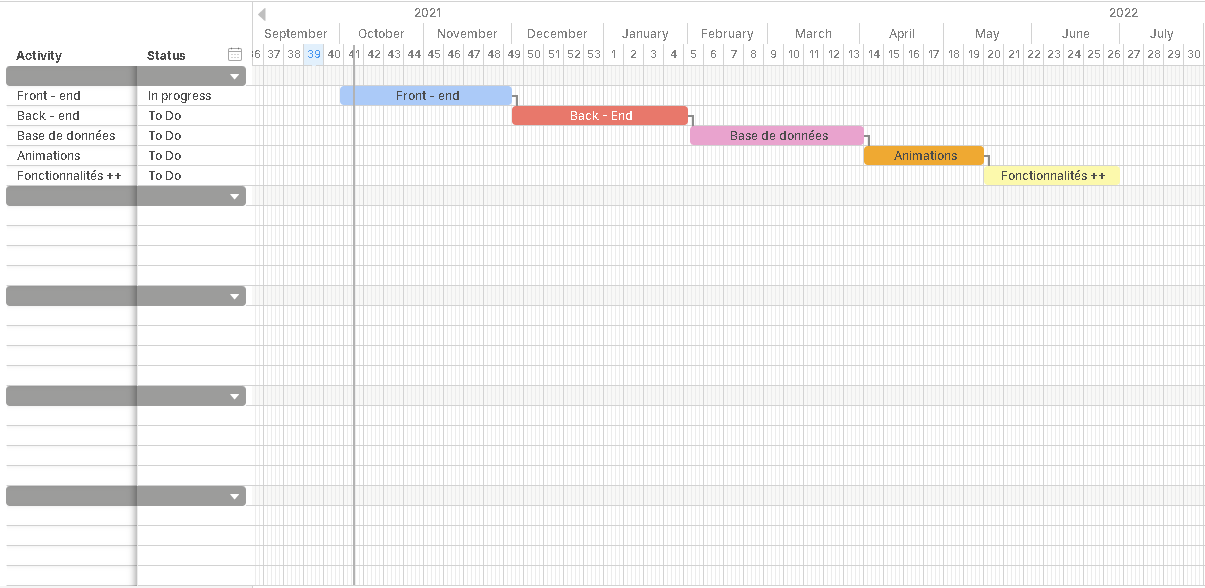 2021 2022
September October November December January February March April May June July
Activity Status 36 37 38 39 40 41 42 43 44 45 46 47 48 49 50 51 52 53 1 2 3 4 5 6 7 8 9 10 11 12 13 14 15 16 17 18 19 20 21 22 23 24 25 26 27 28 29 30
Front - end In progress Front - end
Back - end To Do Back - End
Base de données To Do Base de données
Animations To Do Animations
Fonctionnalités ++ To Do Fonctionnalités ++